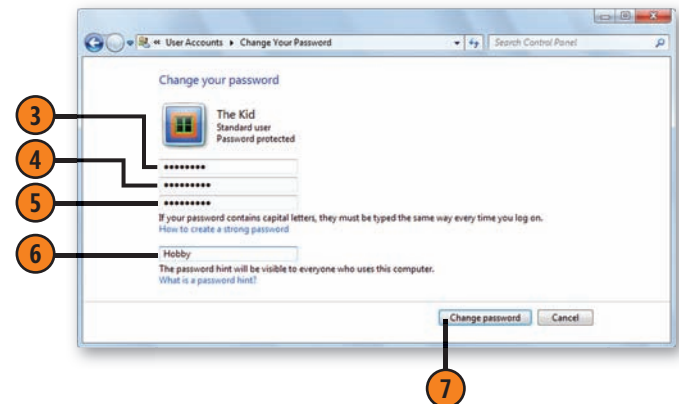 « User Accounts ▸ Change Your Password
Search Control Panel
Change your password
The Kid
Standard user
Password protected
3
••••••••
4
•••••••••
5
•••••••••
If your password contains capital letters, they must be typed the same way every time you log on.
How to create a strong password
6
Hobby
The password hint will be visible to everyone who uses this computer.
What is a password hint?
Change password
Cancel
7